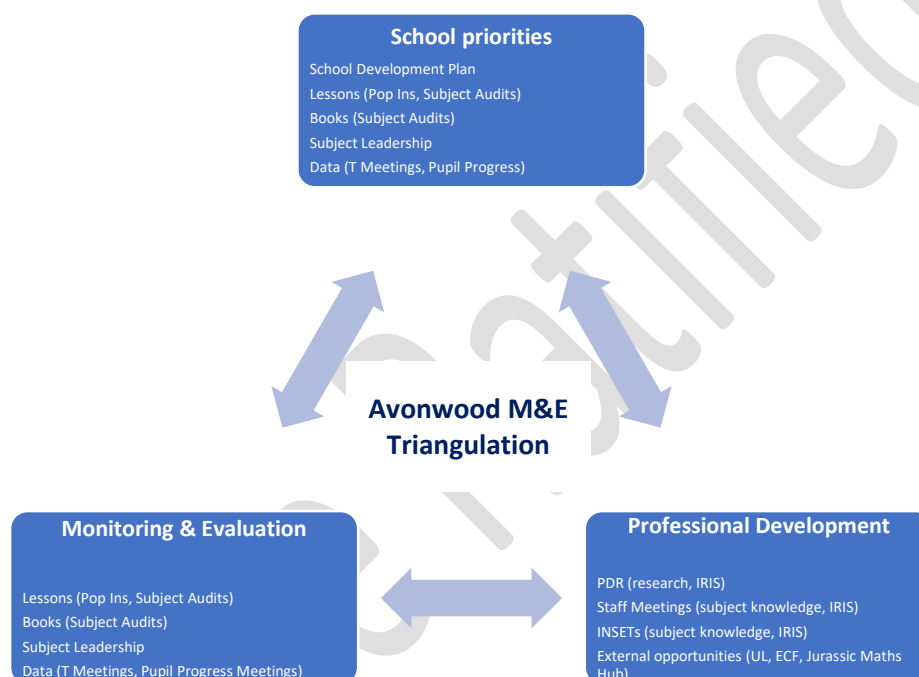 School priorities
School Development Plan
Lessons (Pop Ins, Subject Audits)
Books (Subject Audits)
Subject Leadership
Data (T Meetings, Pupil Progress)
Avonwood M&E
Triangulation
Monitoring & Evaluation
Lessons (Pop Ins, Subject Audits)
Books (Subject Audits)
Subject Leadership
Data (T Meetings, Pupil Progress Meetings)
Professional Development
PDR (research, IRIS)
Staff Meetings (subject knowledge, IRIS)
INSETs (subject knowledge, IRIS)
External opportunities (UL, ECF, Jurassic Maths
Hub)